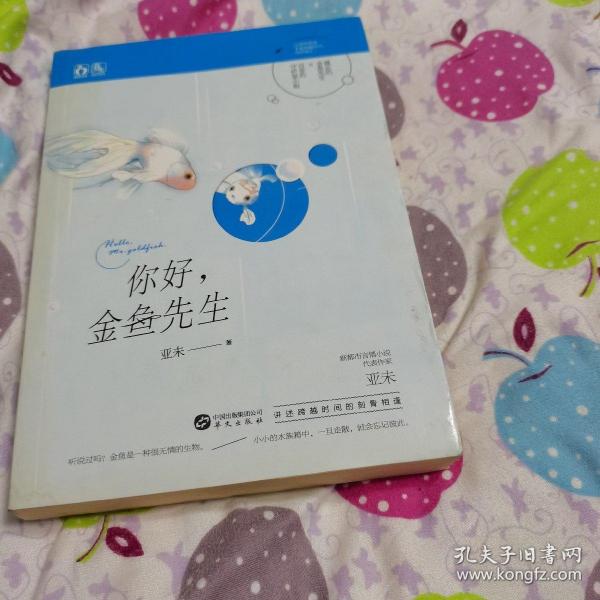 Hello,
Mr. goldfish.
你好，
金鱼先生
亚未 著
新都市言情小说
代表作家
亚未
中国出版集团公司
华文出版社
讲述跨越时间的刻骨相逢
听说过吗？金鱼是一种很无情的生物。
小小的水族箱中，一旦走散，就会忘记彼此。
孔夫子旧书网
www.kongfz.com